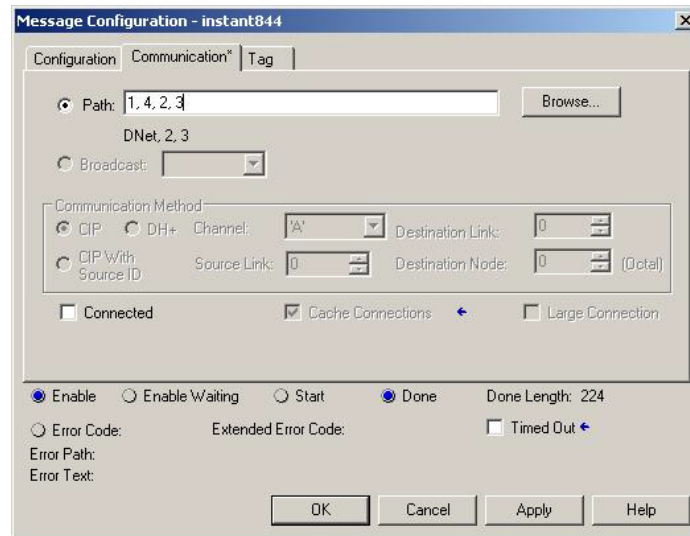 Message Configuration - instant844
Configuration Communication* Tag
Path: 1, 4, 2, 3 Browse...
DNet, 2, 3
Broadcast:
Communication Method
CIP DH+ Channel: 'A' Destination Link: 0
CIP With Source ID Source Link: 0 Destination Node: 0 (Octal)
Connected Cache Connections Large Connection
Enable Enable Waiting Start Done Done Length: 224
Error Code: Extended Error Code: Timed Out
Error Path:
Error Text:
OK Cancel Apply Help